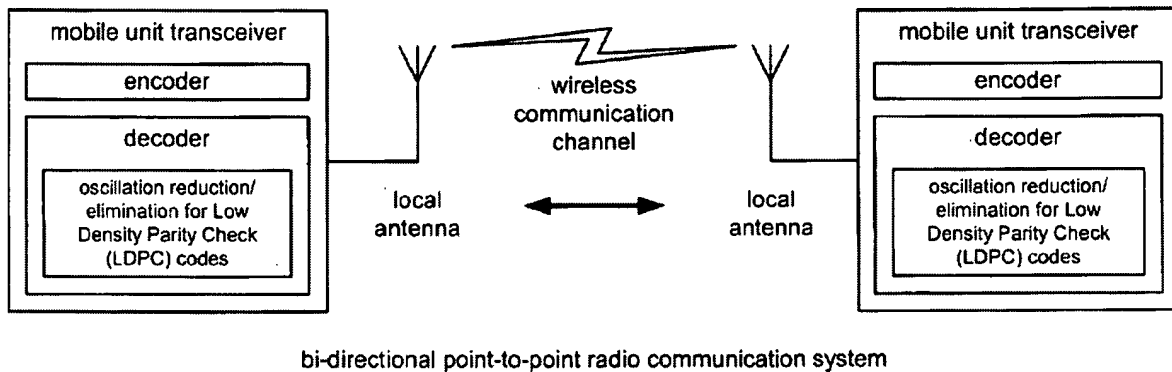 mobile unit transceiver
encoder
decoder
oscillation reduction/
elimination for Low
Density Parity Check
(LDPC) codes
local
antenna
wireless
communication
channel
local
antenna
mobile unit transceiver
encoder
decoder
oscillation reduction/
elimination for Low
Density Parity Check
(LDPC) codes
bi-directional point-to-point radio communication system